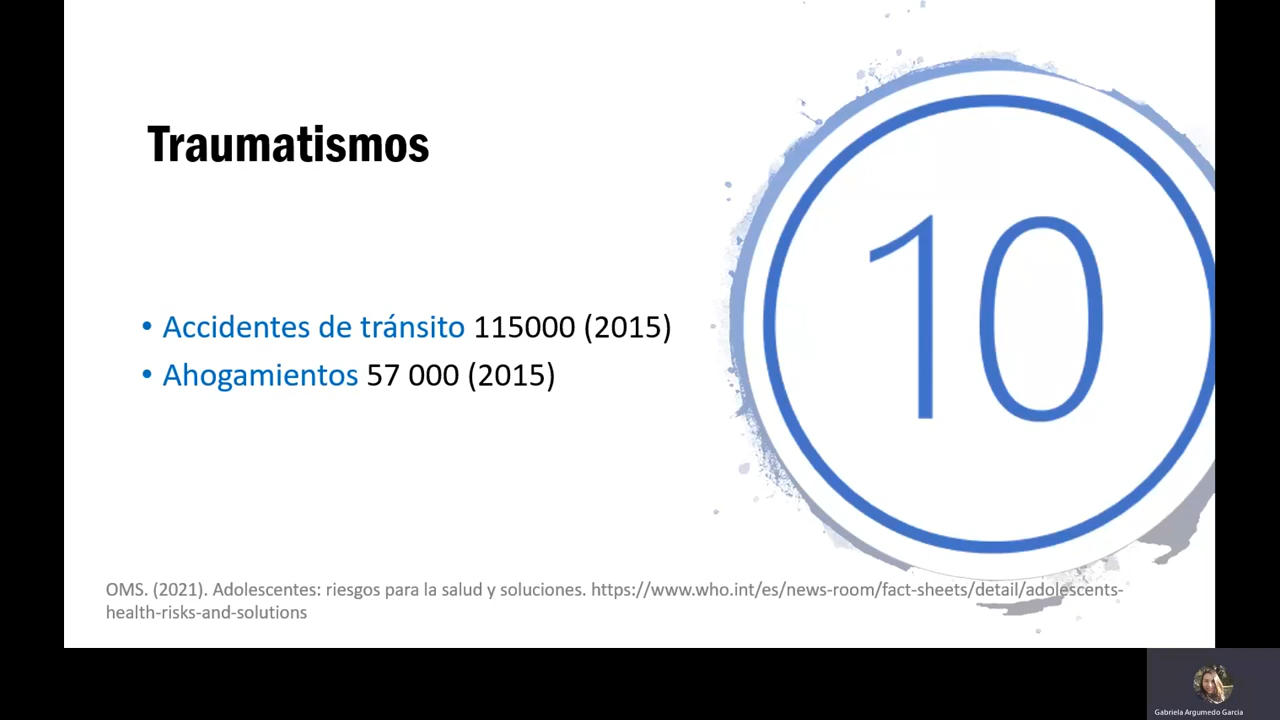 Traumatismos
10
• Accidentes de tránsito 115000 (2015)
• Ahogamientos 57 000 (2015)
OMS. (2021). Adolescentes: riesgos para la salud y soluciones. https://www.who.int/es/news-room/fact-sheets/detail/adolescents-
health-risks-and-solutions
Gabriela Argumedo Garcia